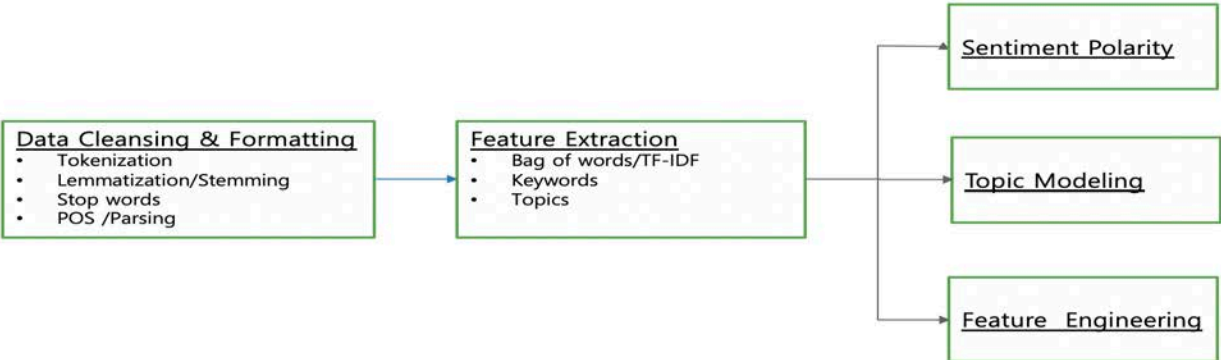 Data Cleansing & Formatting
• Tokenization
• Lemmatization/Stemming
• Stop words
• POS /Parsing
Feature Extraction
• Bag of words/TF-IDF
• Keywords
• Topics
Sentiment Polarity
Topic Modeling
Feature Engineering